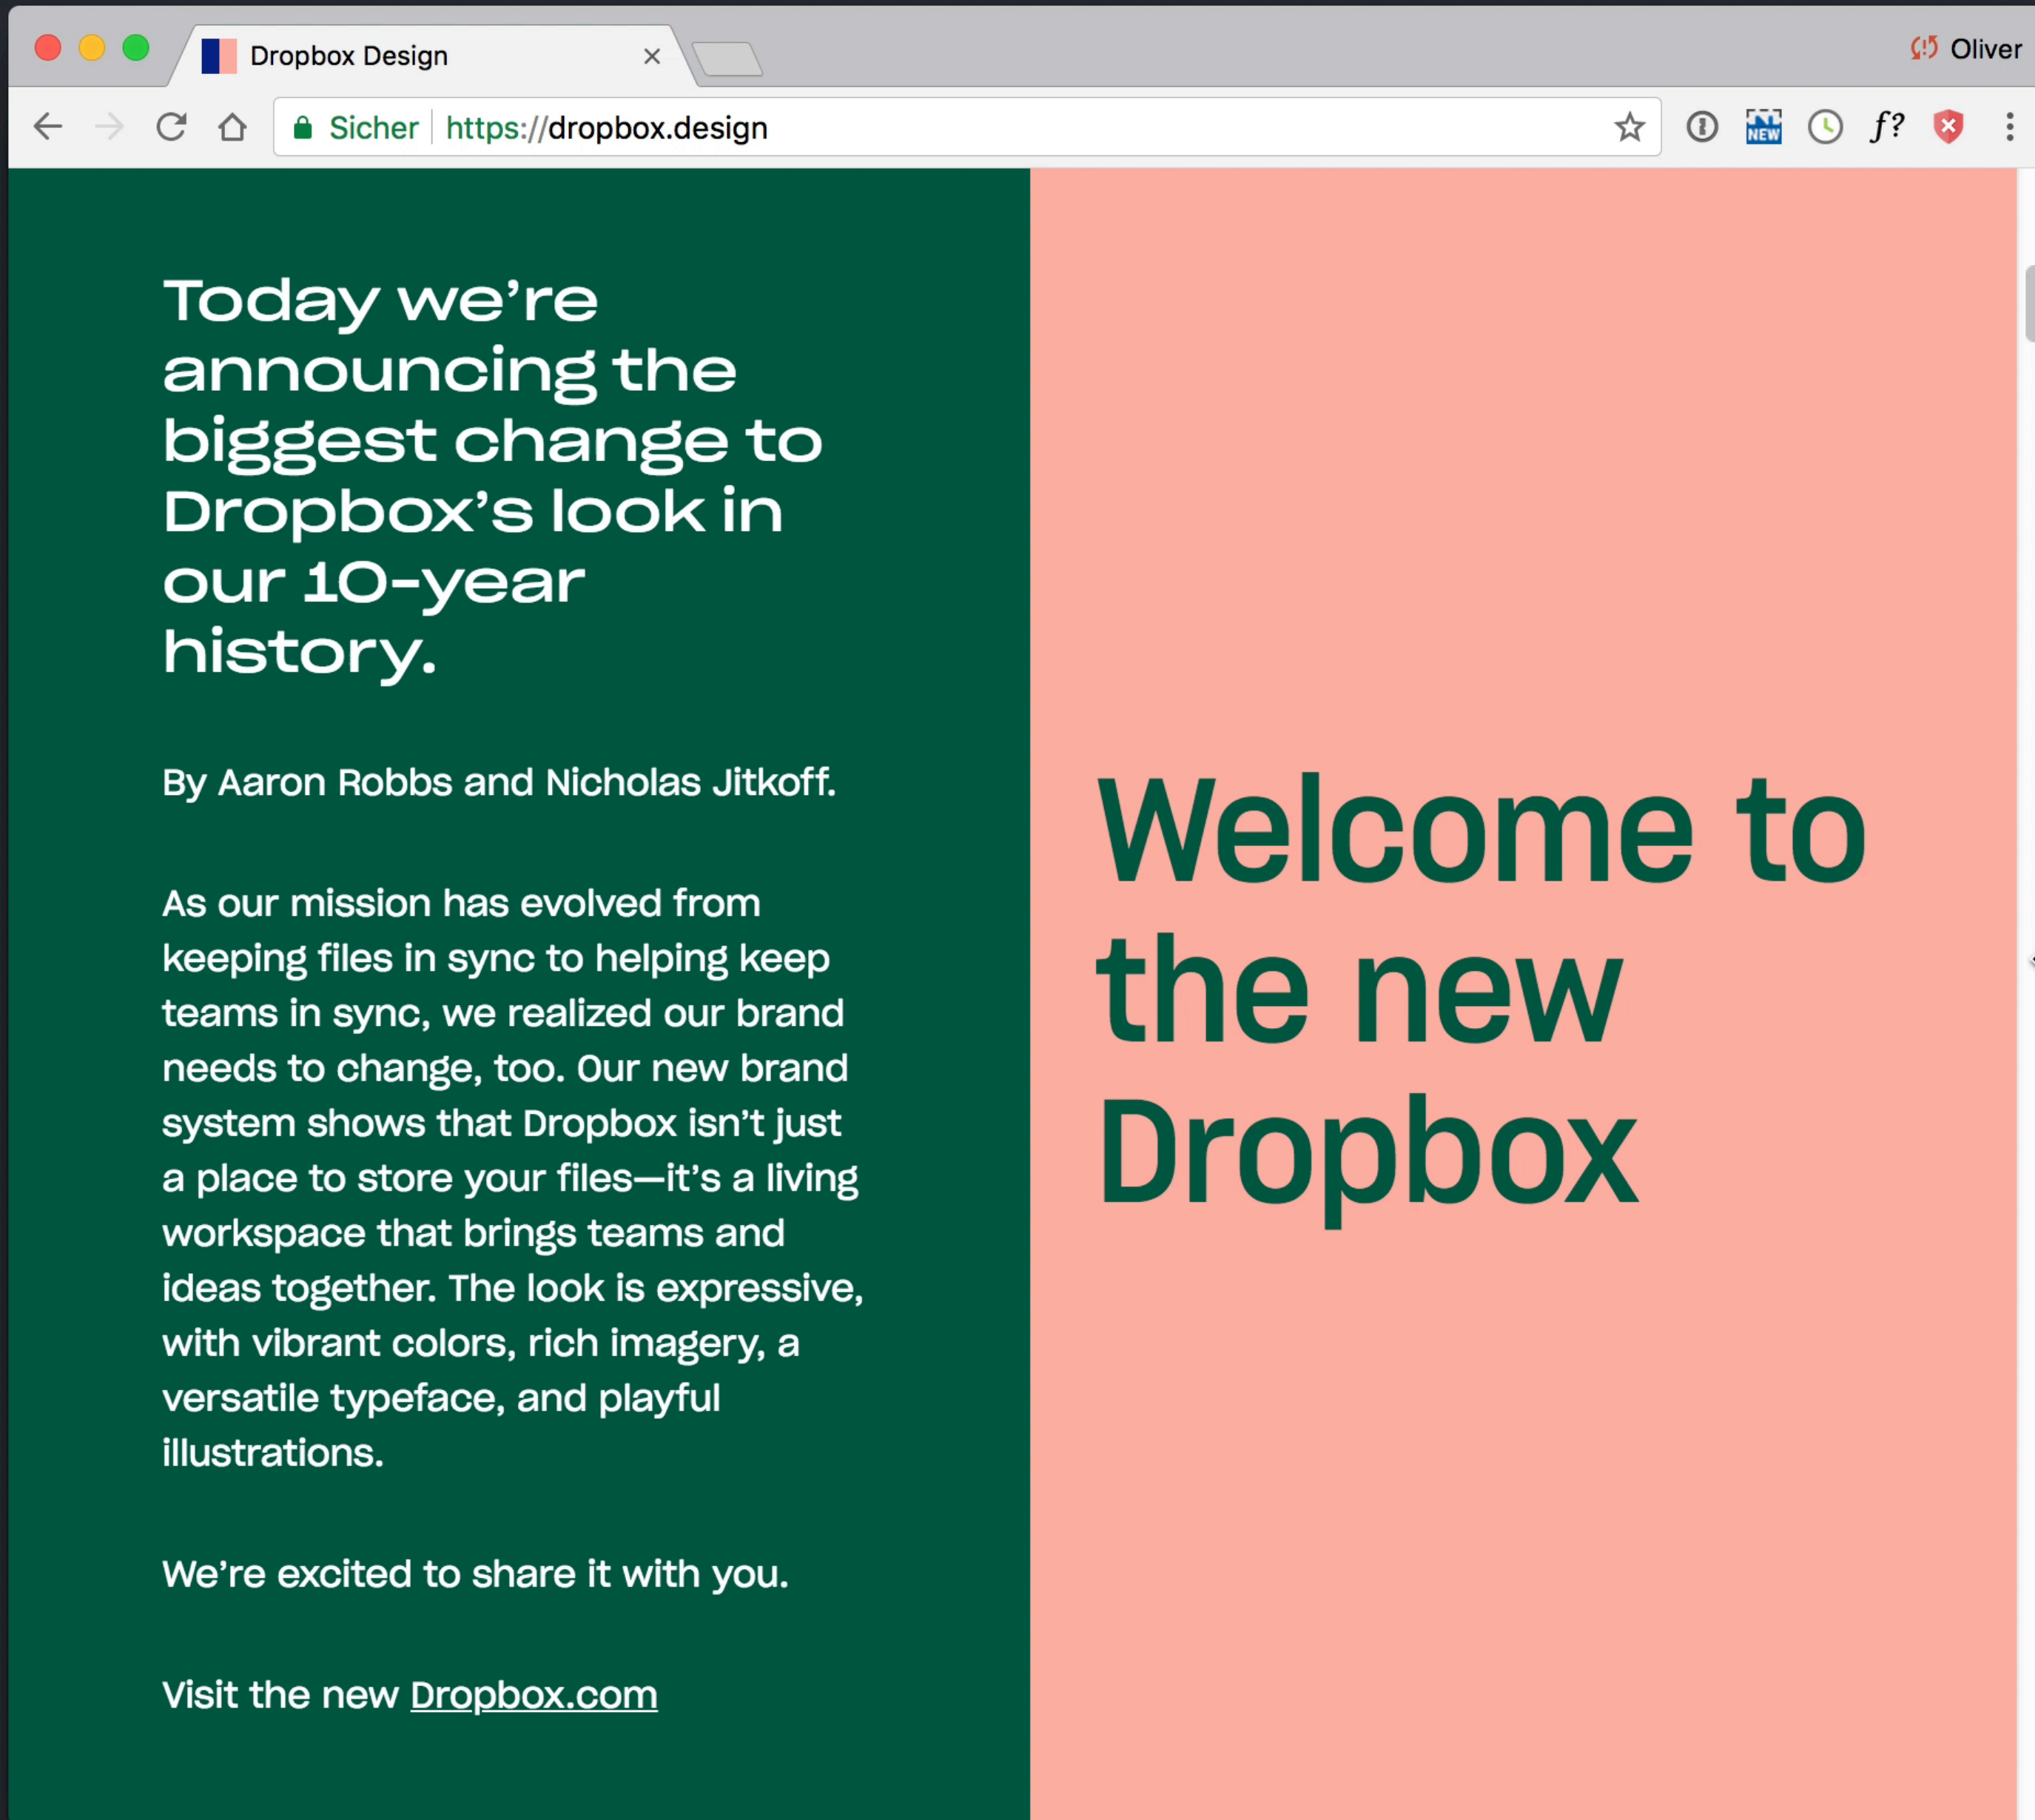 Dropbox Design
Oliver
Sicher https://dropbox.design
NEW
f?
Today we’re
announcing the
biggest change to
Dropbox’s look in
our 10-year
history.
By Aaron Robbs and Nicholas Jitkoff.
As our mission has evolved from
keeping files in sync to helping keep
teams in sync, we realized our brand
needs to change, too. Our new brand
system shows that Dropbox isn’t just
a place to store your files—it’s a living
workspace that brings teams and
ideas together. The look is expressive,
with vibrant colors, rich imagery, a
versatile typeface, and playful
illustrations.
We’re excited to share it with you.
Visit the new Dropbox.com
Welcome to
the new
Dropbox